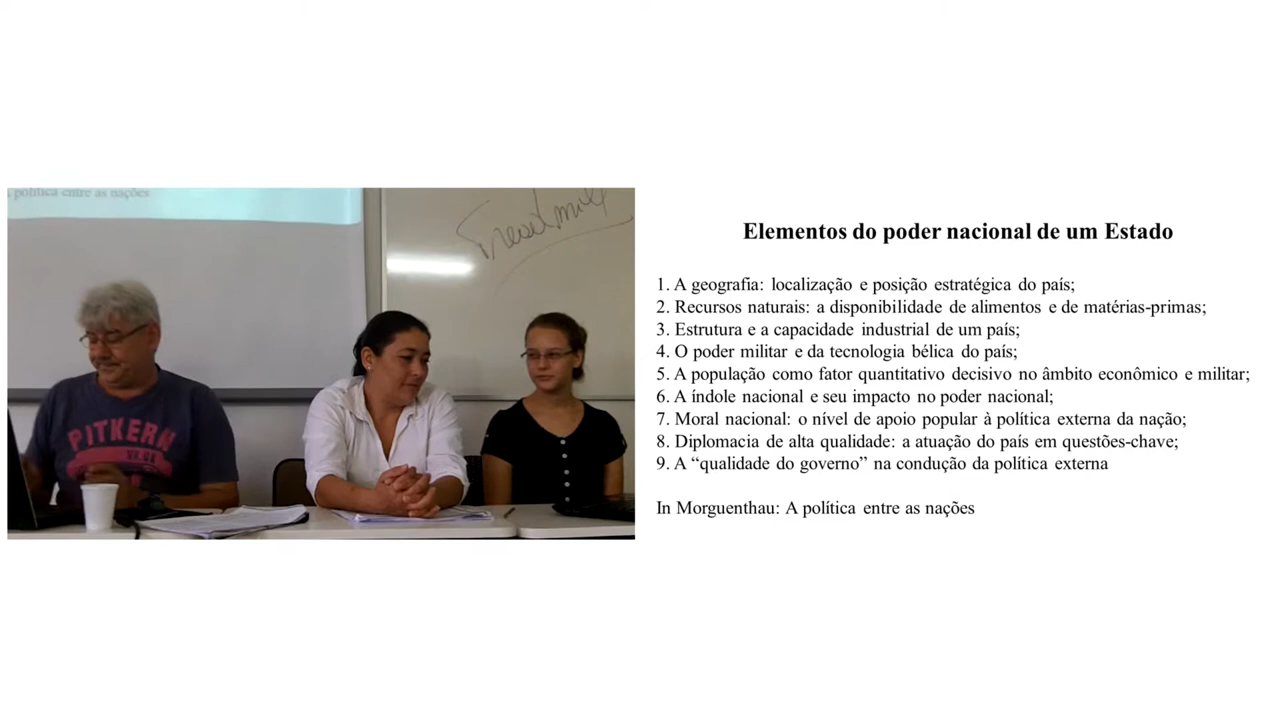 política entre as nações
PITKERN
Elementos do poder nacional de um Estado
1. A geografia: localização e posição estratégica do país;
2. Recursos naturais: a disponibilidade de alimentos e de matérias-primas;
3. Estrutura e a capacidade industrial de um país;
4. O poder militar e da tecnologia bélica do país;
5. A população como fator quantitativo decisivo no âmbito econômico e militar;
6. A índole nacional e seu impacto no poder nacional;
7. Moral nacional: o nível de apoio popular à política externa da nação;
8. Diplomacia de alta qualidade: a atuação do país em questões-chave;
9. A “qualidade do governo” na condução da política externa
In Morguenthau: A política entre as nações